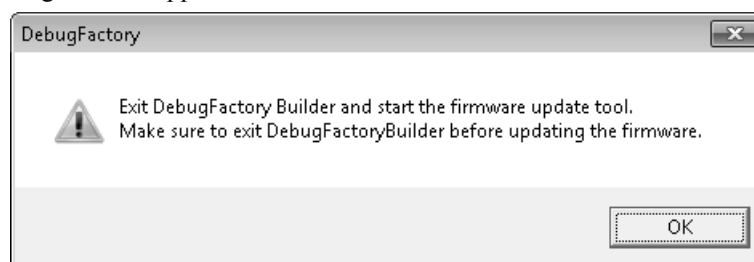 DebugFactory
Exit DebugFactory Builder and start the firmware update tool.
Make sure to exit DebugFactoryBuilder before updating the firmware.
OK